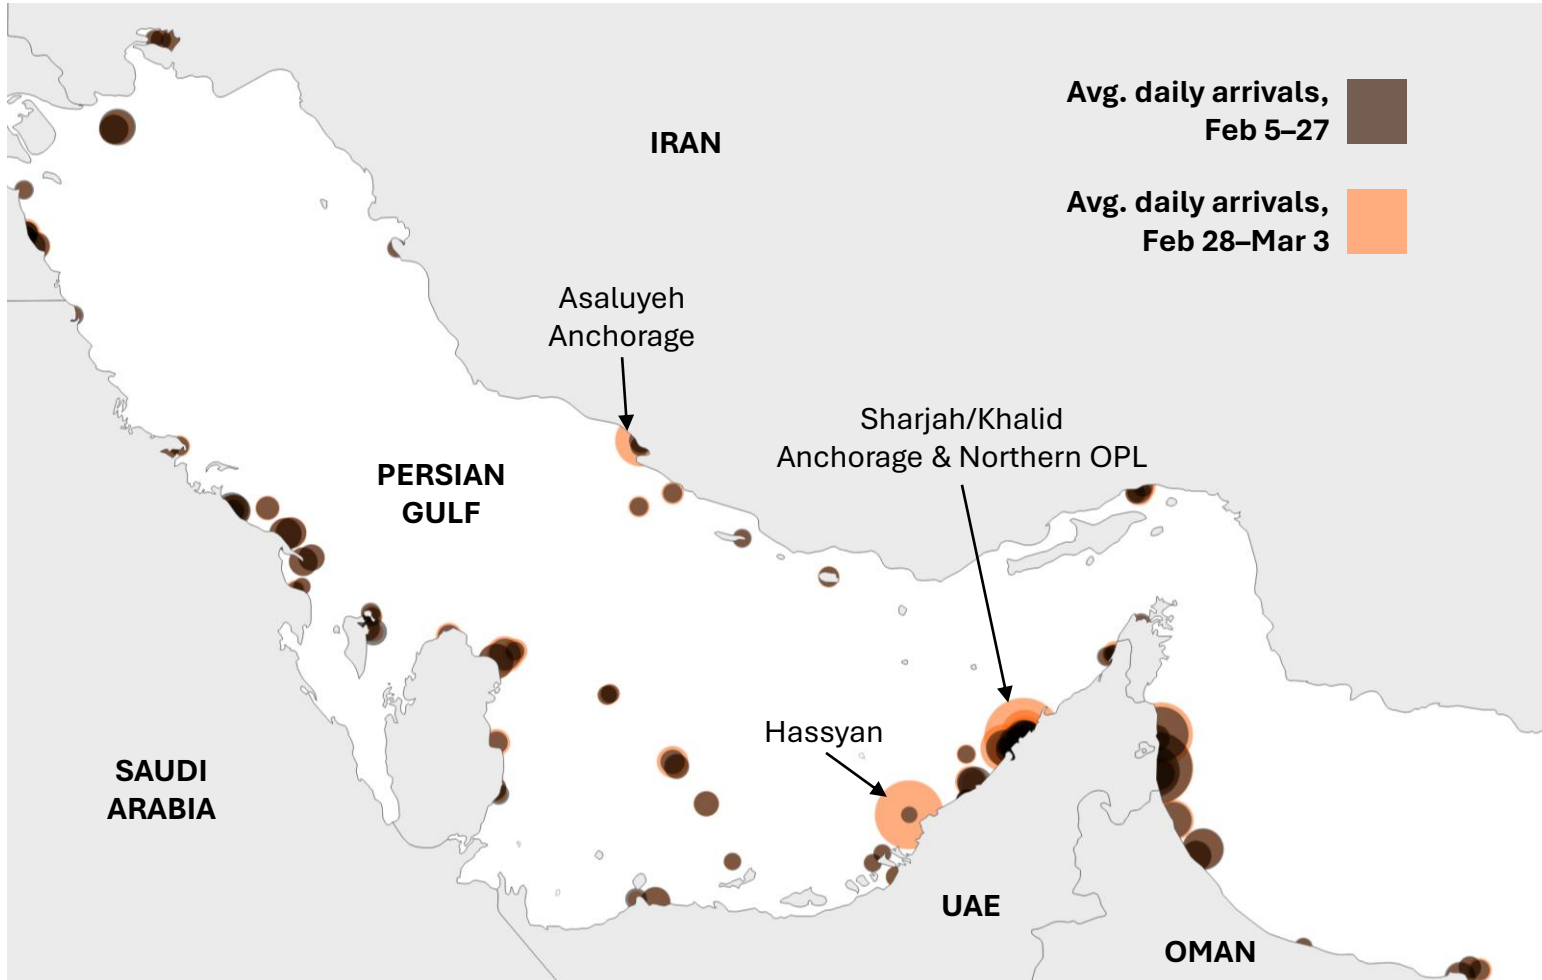 Avg. daily arrivals,
Feb 5–27
IRAN
Avg. daily arrivals,
Feb 28–Mar 3
Asaluyeh
Anchorage
Sharjah/Khalid
Anchorage & Northern OPL
PERSIAN
GULF
Hassyan
SAUDI
ARABIA
UAE
OMAN